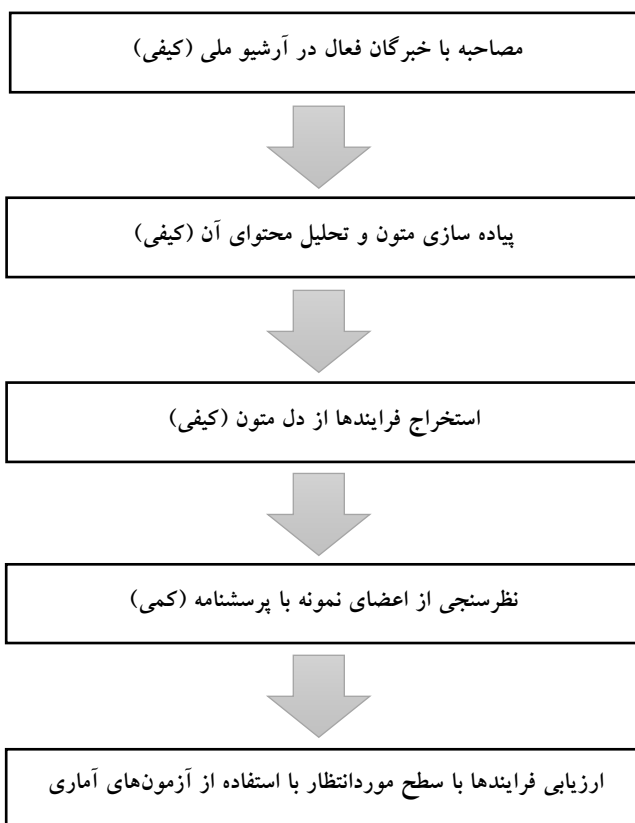 مصاحبه با خبرگان فعال در آرشیو ملی (کیفی)
پیاده سازی متون و تحلیل محتوای آن (کیفی)
استخراج فرایندها از دل متون (کیفی)
نظرسنجی از اعضای نمونه با پرسشنامه (کمی)
ارزیابی فرایندها با سطح موردانتظار با استفاده از آزمون‌های آماری